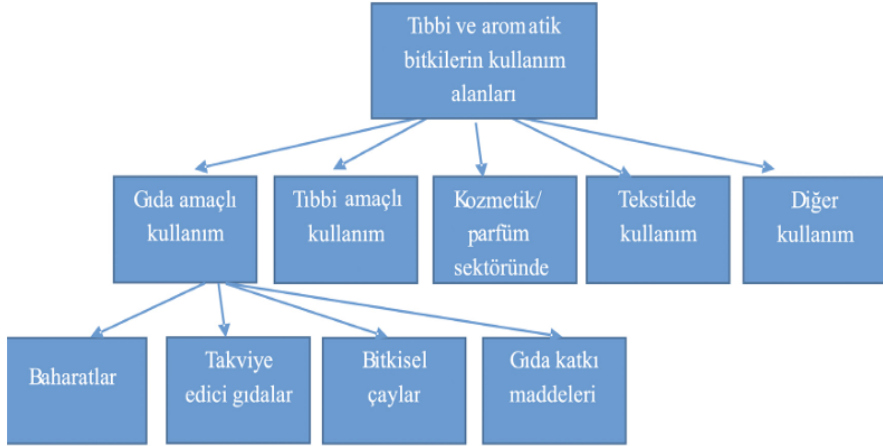 Tıbbi ve aromatik
bitkilerin kullanım
alanları
Gıda amaçlı
kullanım
Tıbbi amaçlı
kullanım
Kozmetik/
parfüm
sektöründe
Tekstilde
kullanım
Diğer
kullanım
Baharatlar
Takviye
edici gıdalar
Bitkisel
çaylar
Gıda katkı
maddeleri